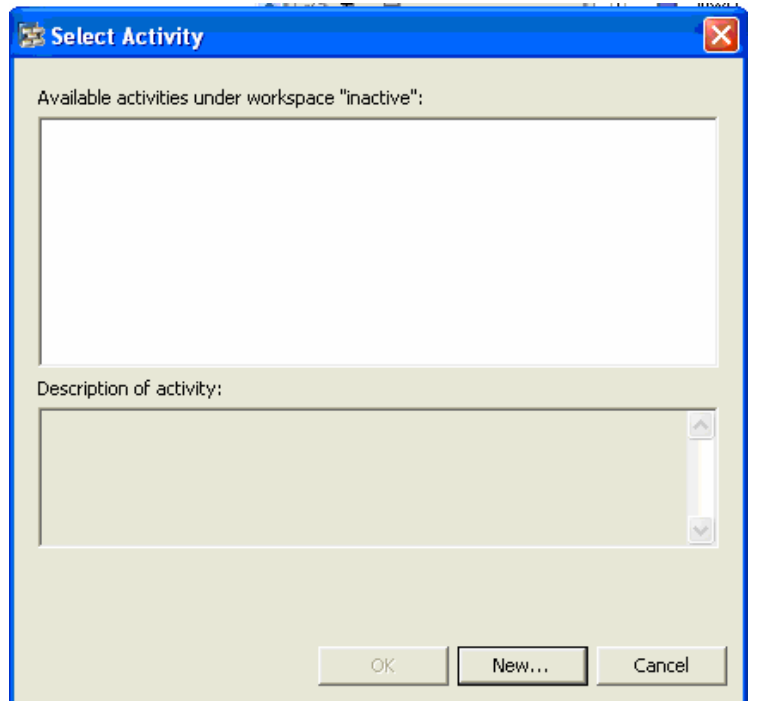 Select Activity
Available activities under workspace "inactive":
Description of activity:
OK New... Cancel